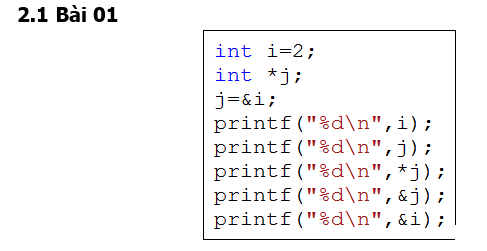 2.1 Bài 01
int i=2;
int *j;
j=&i;
printf("%d\n",i);
printf("%d\n",j);
printf("%d\n",*j);
printf("%d\n",&j);
printf("%d\n",&i);